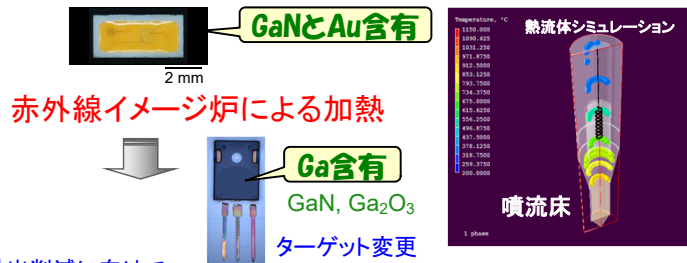 GaNとAu含有
2 mm
赤外線イメージ炉による加熱
Ga含有
GaN, Ga2O3
ターゲット変更
Temperature, °C
熱流体シミュレーション
1150.000
1090.625
1031.250
971.8750
912.5000
853.1250
793.7500
734.3750
675.0000
615.6250
556.2500
496.8750
437.5000
378.1250
318.7500
259.3750
200.0000
噴流床
1 phase